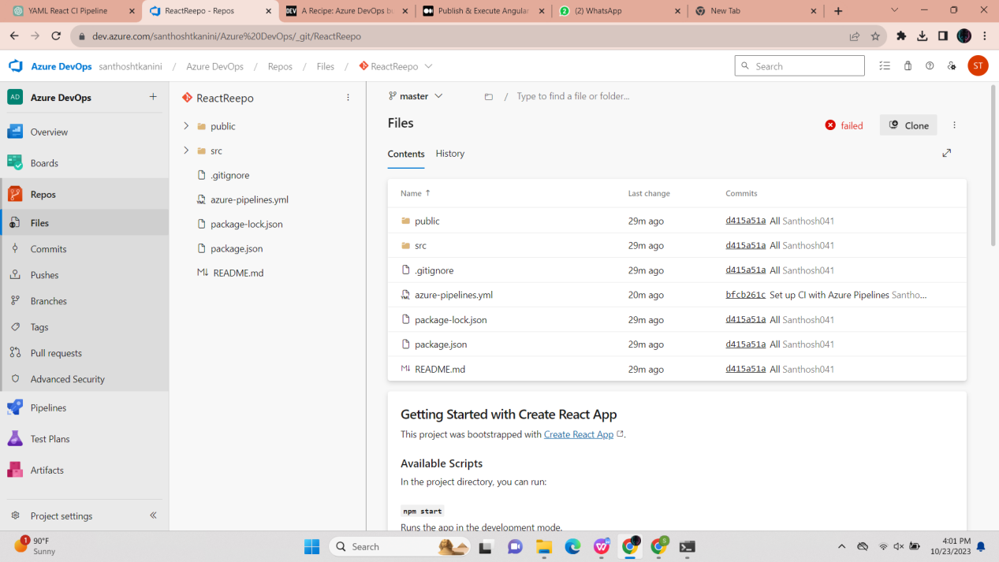 YAML React CI Pipeline
ReactReepo - Repos
A Recipe: Azure DevOps bu
Publish & Execute Angular
(2) WhatsApp
New Tab
dev.azure.com/santhoshtkanini/Azure%20DevOps/_git/ReactReepo
Azure DevOps santhoshtkanini / Azure DevOps / Repos / Files / ReactReepo
Search
ST
AD Azure DevOps
Overview
Boards
Repos
Files
Commits
Pushes
Branches
Tags
Pull requests
Advanced Security
Pipelines
Test Plans
Artifacts
Project settings
ReactReepo
public
src
.gitignore
YML azure-pipelines.yml
package-lock.json
package.json
M↓ README.md
master / Type to find a file or folder...
Files
failed
Clone
Contents History
Name ↑ Last change Commits
public 29m ago d415a51a All Santhosh041
src 29m ago d415a51a All Santhosh041
.gitignore 29m ago d415a51a All Santhosh041
YML azure-pipelines.yml 20m ago bfcb261c Set up CI with Azure Pipelines Santho...
package-lock.json 29m ago d415a51a All Santhosh041
package.json 29m ago d415a51a All Santhosh041
M↓ README.md 29m ago d415a51a All Santhosh041
Getting Started with Create React App
This project was bootstrapped with Create React App.
Available Scripts
In the project directory, you can run:
npm start
Runs the app in the development mode.
1 90°F
Sunny
Search
4:01 PM
10/23/2023